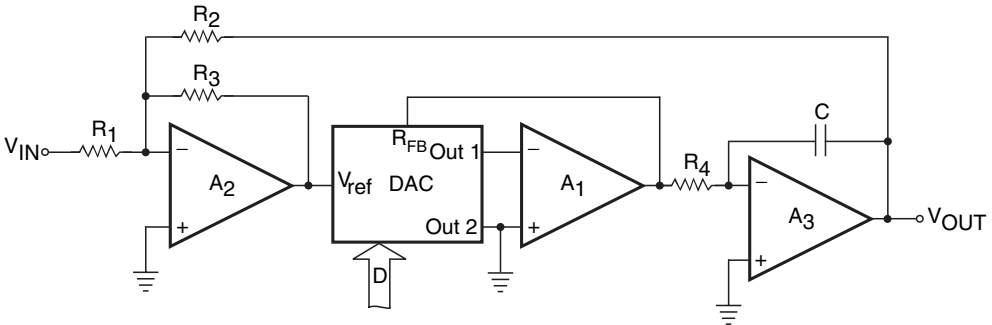 R2
R3
R1
VIN
−
+
A2
Vref
RFB
DAC
Out 1
Out 2
D
−
+
A1
R4
C
−
+
A3
VOUT